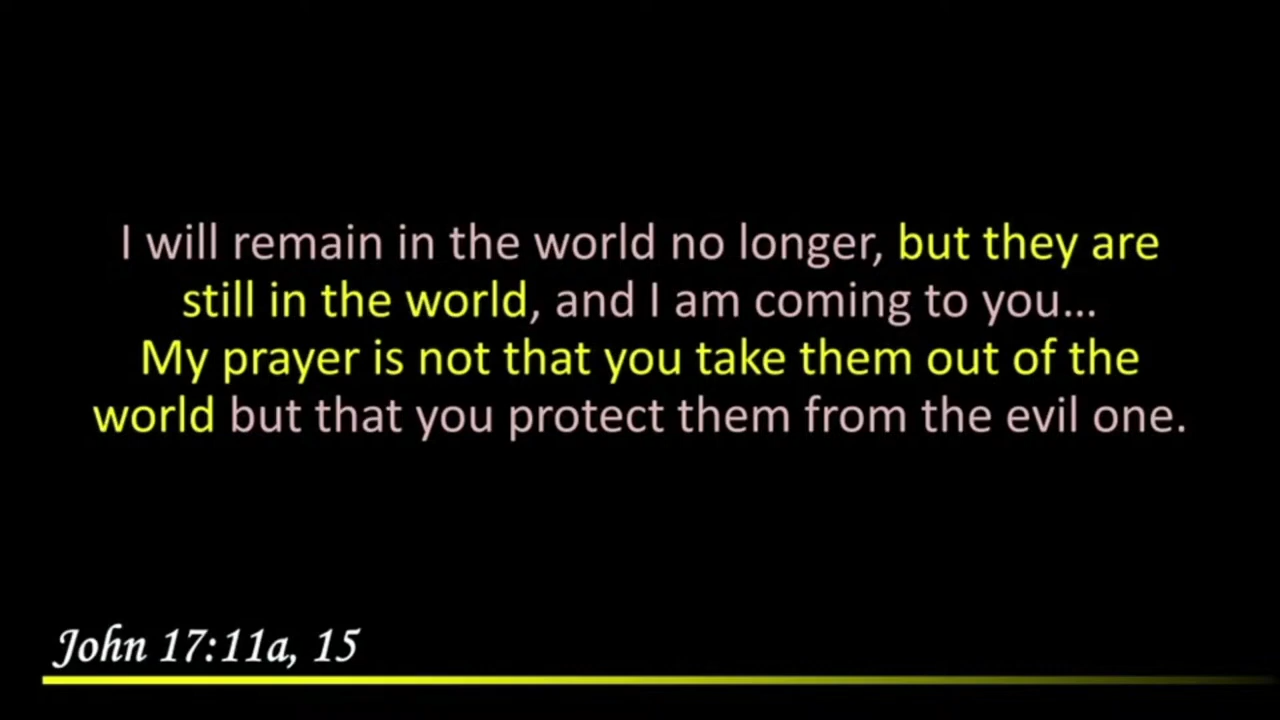 I will remain in the world no longer, but they are
still in the world, and I am coming to you...
My prayer is not that you take them out of the
world but that you protect them from the evil one.
John 17:11a, 15